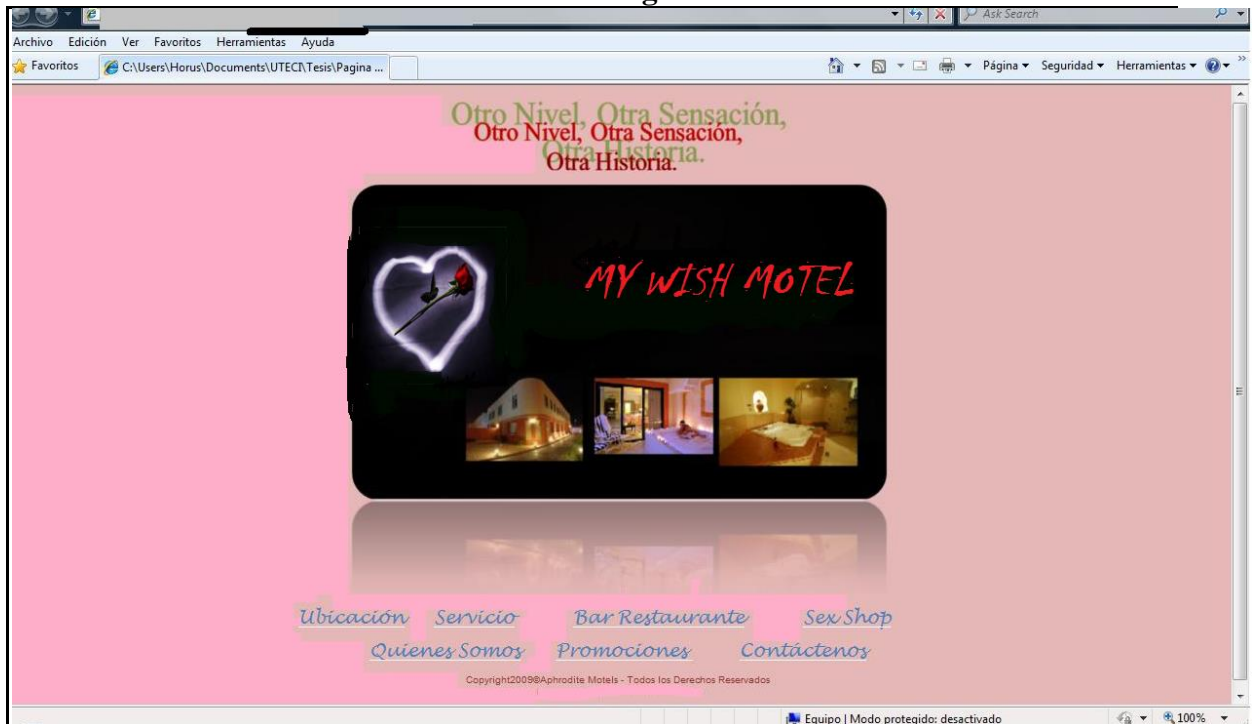 Ask Search
Archivo Edición Ver Favoritos Herramientas Ayuda
Favoritos C:\Users\Horus\Documents\UTECI\Tesis\Pagina ... Página Seguridad Herramientas
Otro Nivel, Otra Sensación,
Otra Historia.
MY WISH MOTEL
Ubicación Servicio Bar Restaurante Sex Shop
Quienes Somos Promociones Contáctenos
Copyright2009®Aphrodite Motels - Todos los Derechos Reservados
Equipo | Modo protegido: desactivado 100%